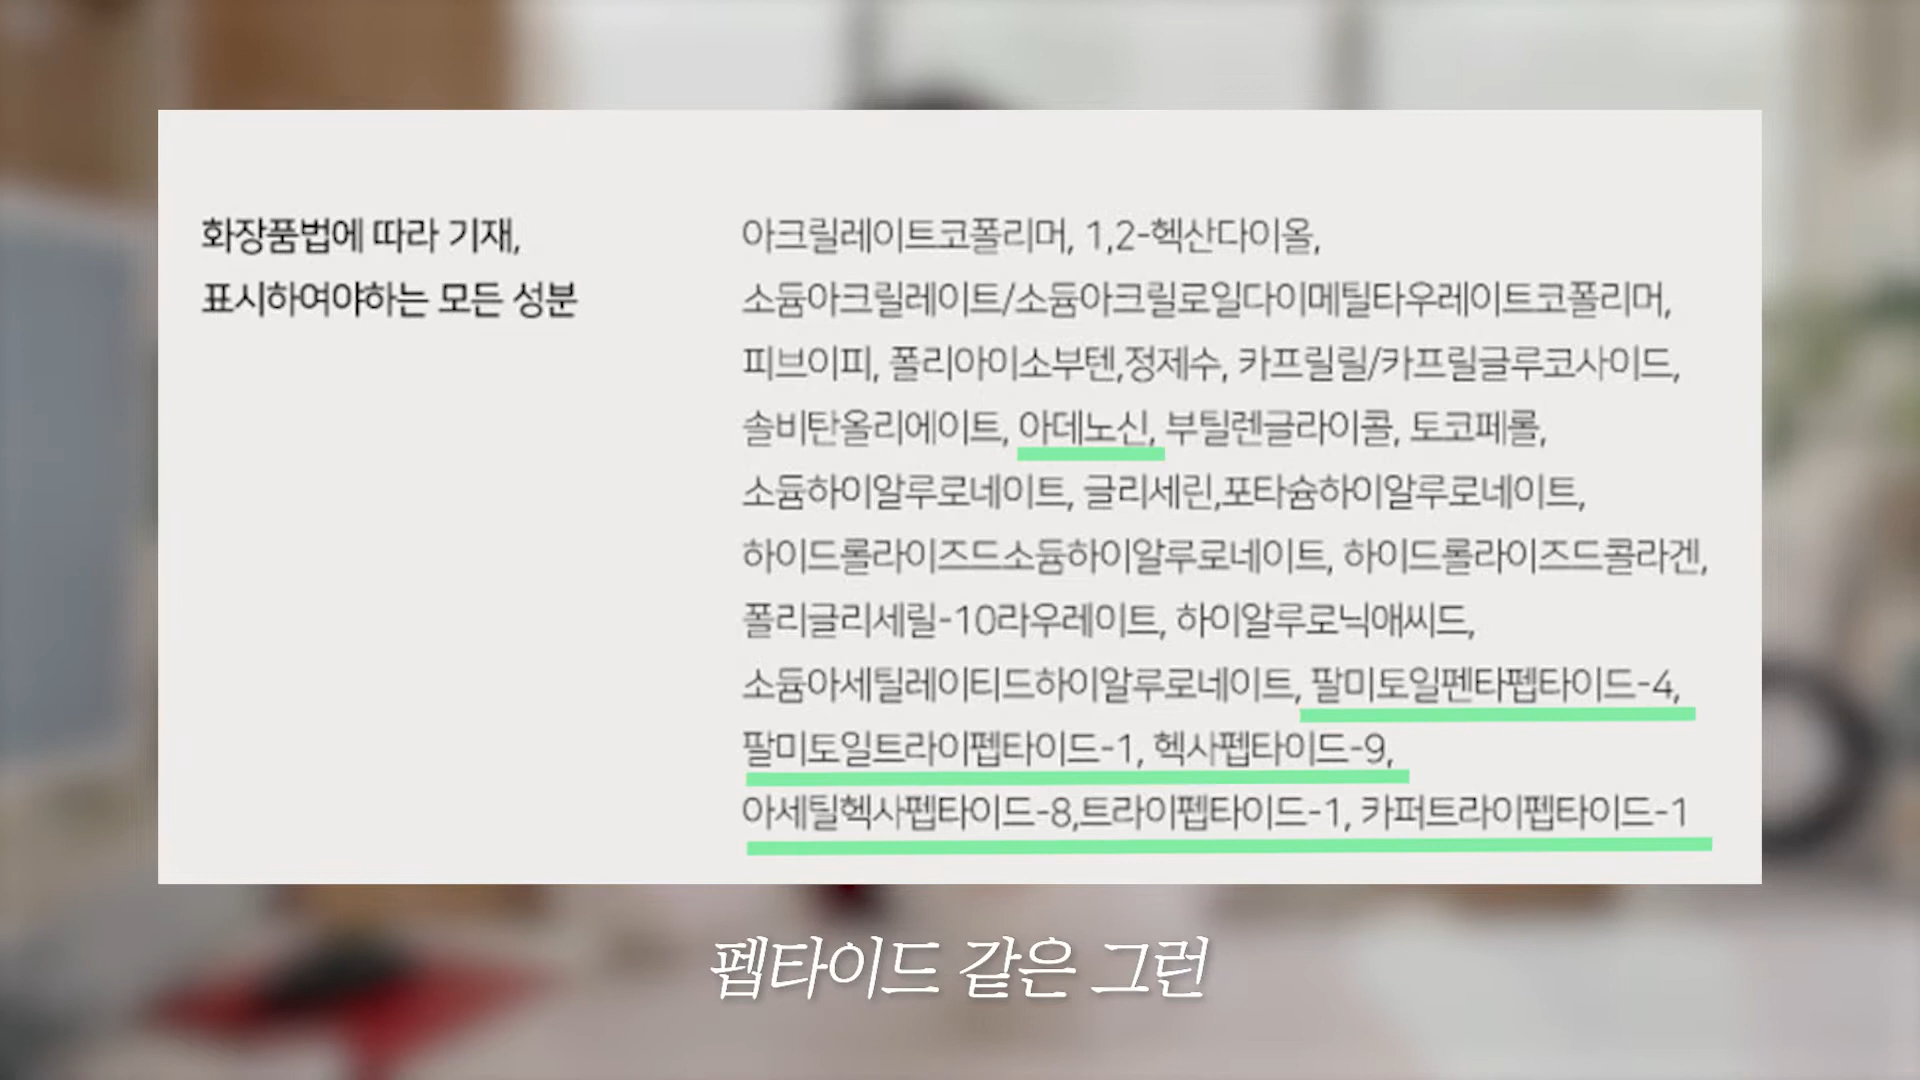 화장품법에 따라 기재,
표시하여야하는 모든 성분
아크릴레이트코폴리머, 1,2-헥산다이올,
소듐아크릴레이트/소듐아크릴로일다이메틸타우레이트코폴리머,
피브이피, 폴리아이소부텐,정제수, 카프릴릴/카프릴글루코사이드,
솔비탄올리에이트, 아데노신, 부틸렌글라이콜, 토코페롤,
소듐하이알루로네이트, 글리세린,포타슘하이알루로네이트,
하이드롤라이즈드소듐하이알루로네이트, 하이드롤라이즈드콜라겐,
폴리글리세릴-10라우레이트, 하이알루로닉애씨드,
소듐아세틸레이티드하이알루로네이트, 팔미토일펜타펩타이드-4,
팔미토일트라이펩타이드-1, 헥사펩타이드-9,
아세틸헥사펩타이드-8,트라이펩타이드-1, 카퍼트라이펩타이드-1
펩타이드 같은 그런